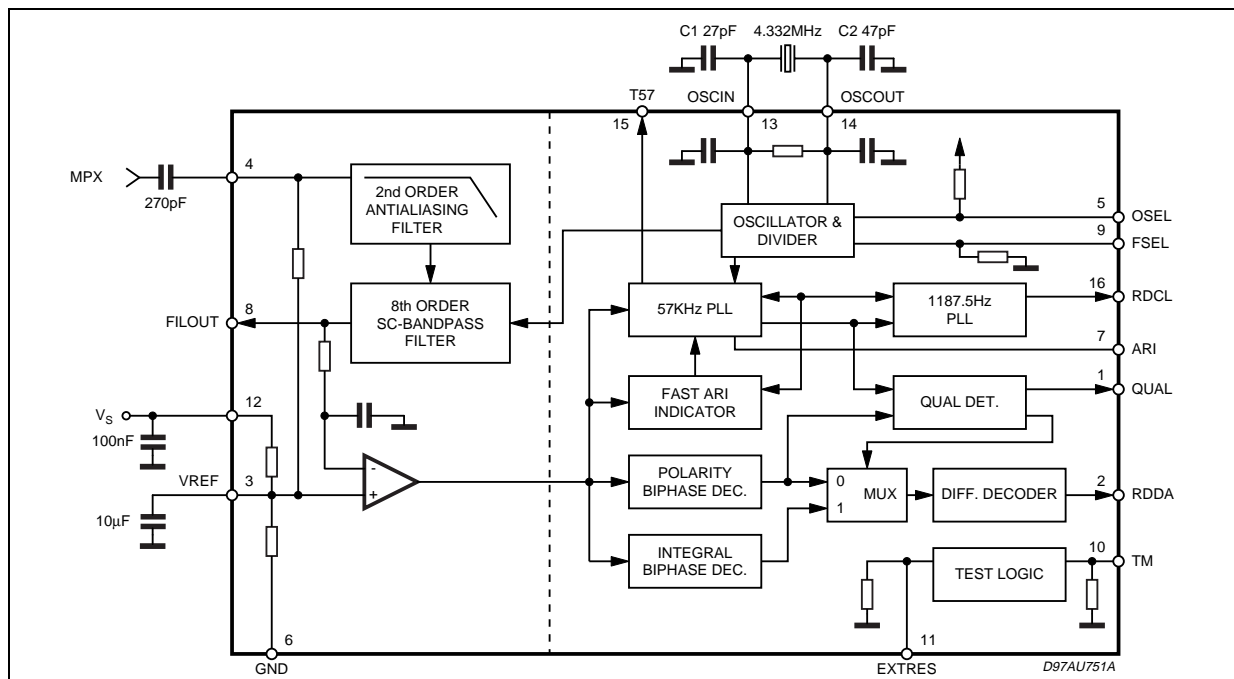 C1 27pF
4.332MHz
C2 47pF
T57
OSCIN
OSCOUT
15
13
14
4
MPX
270pF
2nd ORDER
ANTIALIASING
FILTER
OSCILLATOR &
DIVIDER
5
OSEL
9
FSEL
8
FILOUT
8th ORDER
SC-BANDPASS
FILTER
57KHz PLL
1187.5Hz
PLL
16
RDCL
7
ARI
FAST ARI
INDICATOR
QUAL DET.
1
QUAL
12
VS
100nF
VREF
3
-
+
10µF
POLARITY
BIPHASE DEC.
0
MUX
1
DIFF. DECODER
2
RDDA
INTEGRAL
BIPHASE DEC.
TEST LOGIC
10
TM
6
GND
11
EXTRES
D97AU751A